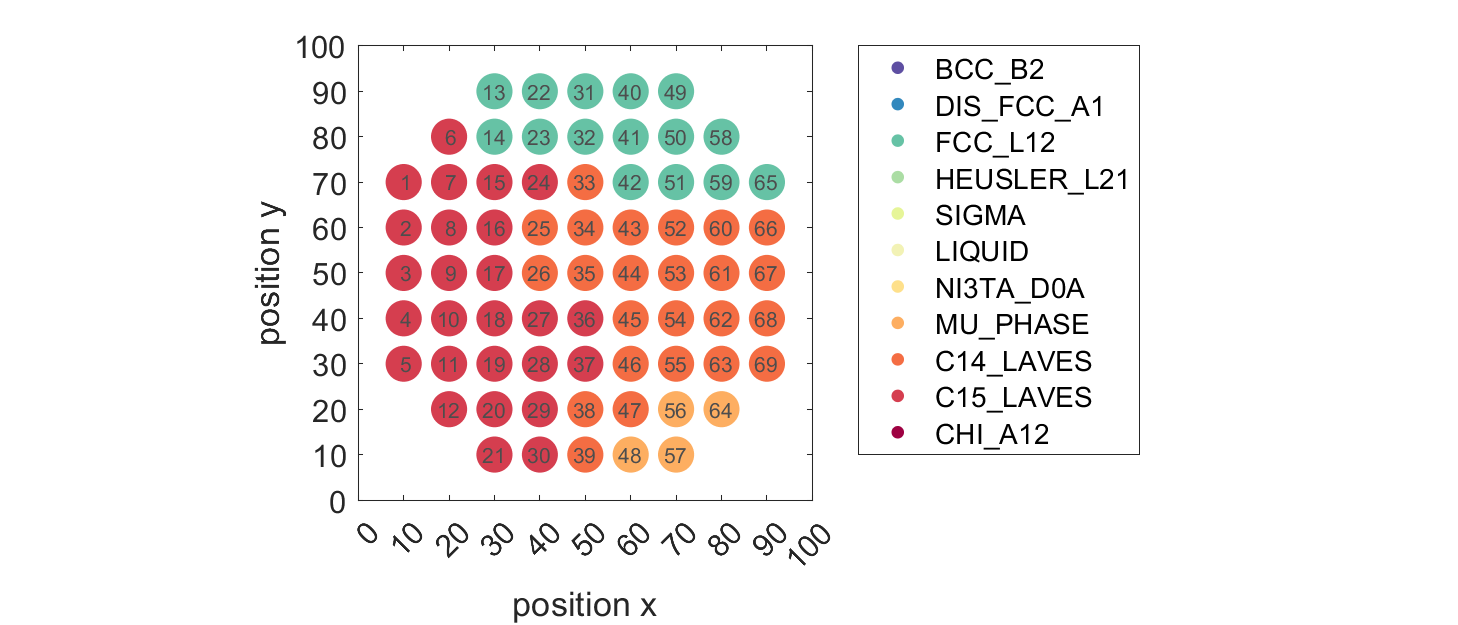 100
90
80
70
60
50
40
30
20
10
0
position y
13 22 31 40 49
6 14 23 32 41 50 58
1 7 15 24 33 42 51 59 65
2 8 16 25 34 43 52 60 66
3 9 17 26 35 44 53 61 67
4 10 18 27 36 45 54 62 68
5 11 19 28 37 46 55 63 69
12 20 29 38 47 56 64
21 30 39 48 57
0 10 20 30 40 50 60 70 80 90 100
position x
BCC_B2
DIS_FCC_A1
FCC_L12
HEUSLER_L21
SIGMA
LIQUID
NI3TA_D0A
MU_PHASE
C14_LAVES
C15_LAVES
CHI_A12